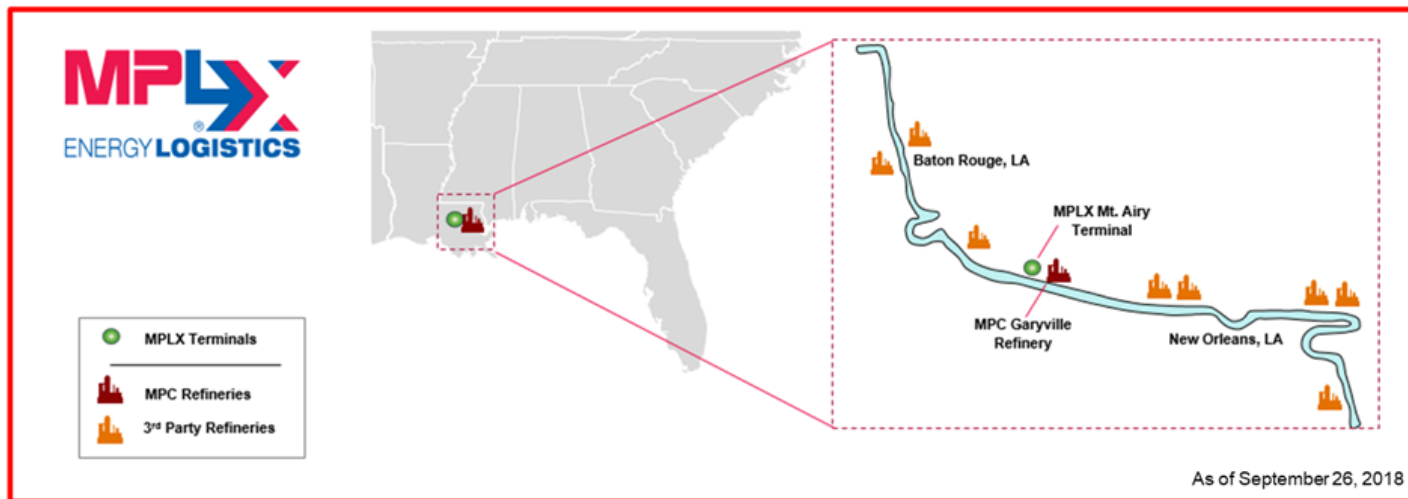 MPLX
®
ENERGY LOGISTICS
MPLX Terminals
MPC Refineries
3rd Party Refineries
Baton Rouge, LA
MPLX Mt. Airy
Terminal
MPC Garyville
Refinery
New Orleans, LA
As of September 26, 2018